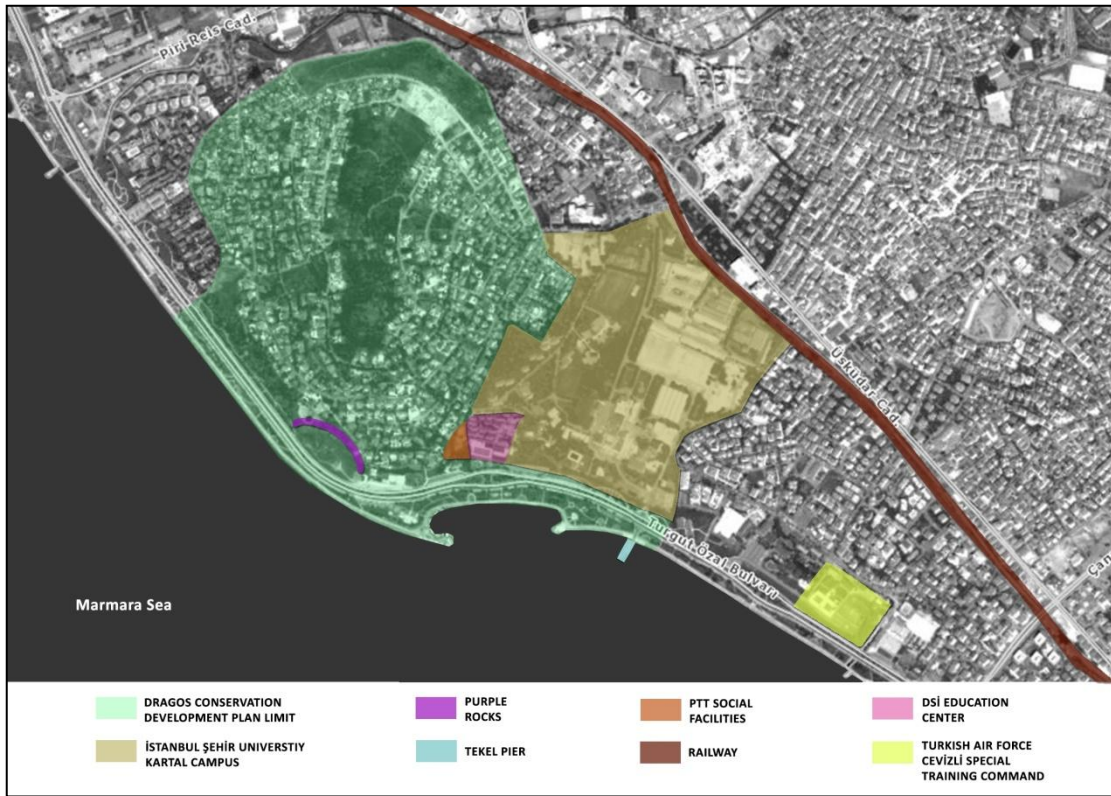 Piri Reis Cad.
Üsküdar Cad.
Çan
Turgut Özal Bulvarı
Marmara Sea
DRAGOS CONSERVATION
DEVELOPMENT PLAN LIMIT
PURPLE
ROCKS
PTT SOCIAL
FACILITIES
DSİ EDUCATION
CENTER
İSTANBUL ŞEHİR UNIVERSTIY
KARTAL CAMPUS
TEKEL PIER
RAILWAY
TURKISH AIR FORCE
CEVİZLİ SPECIAL
TRAINING COMMAND